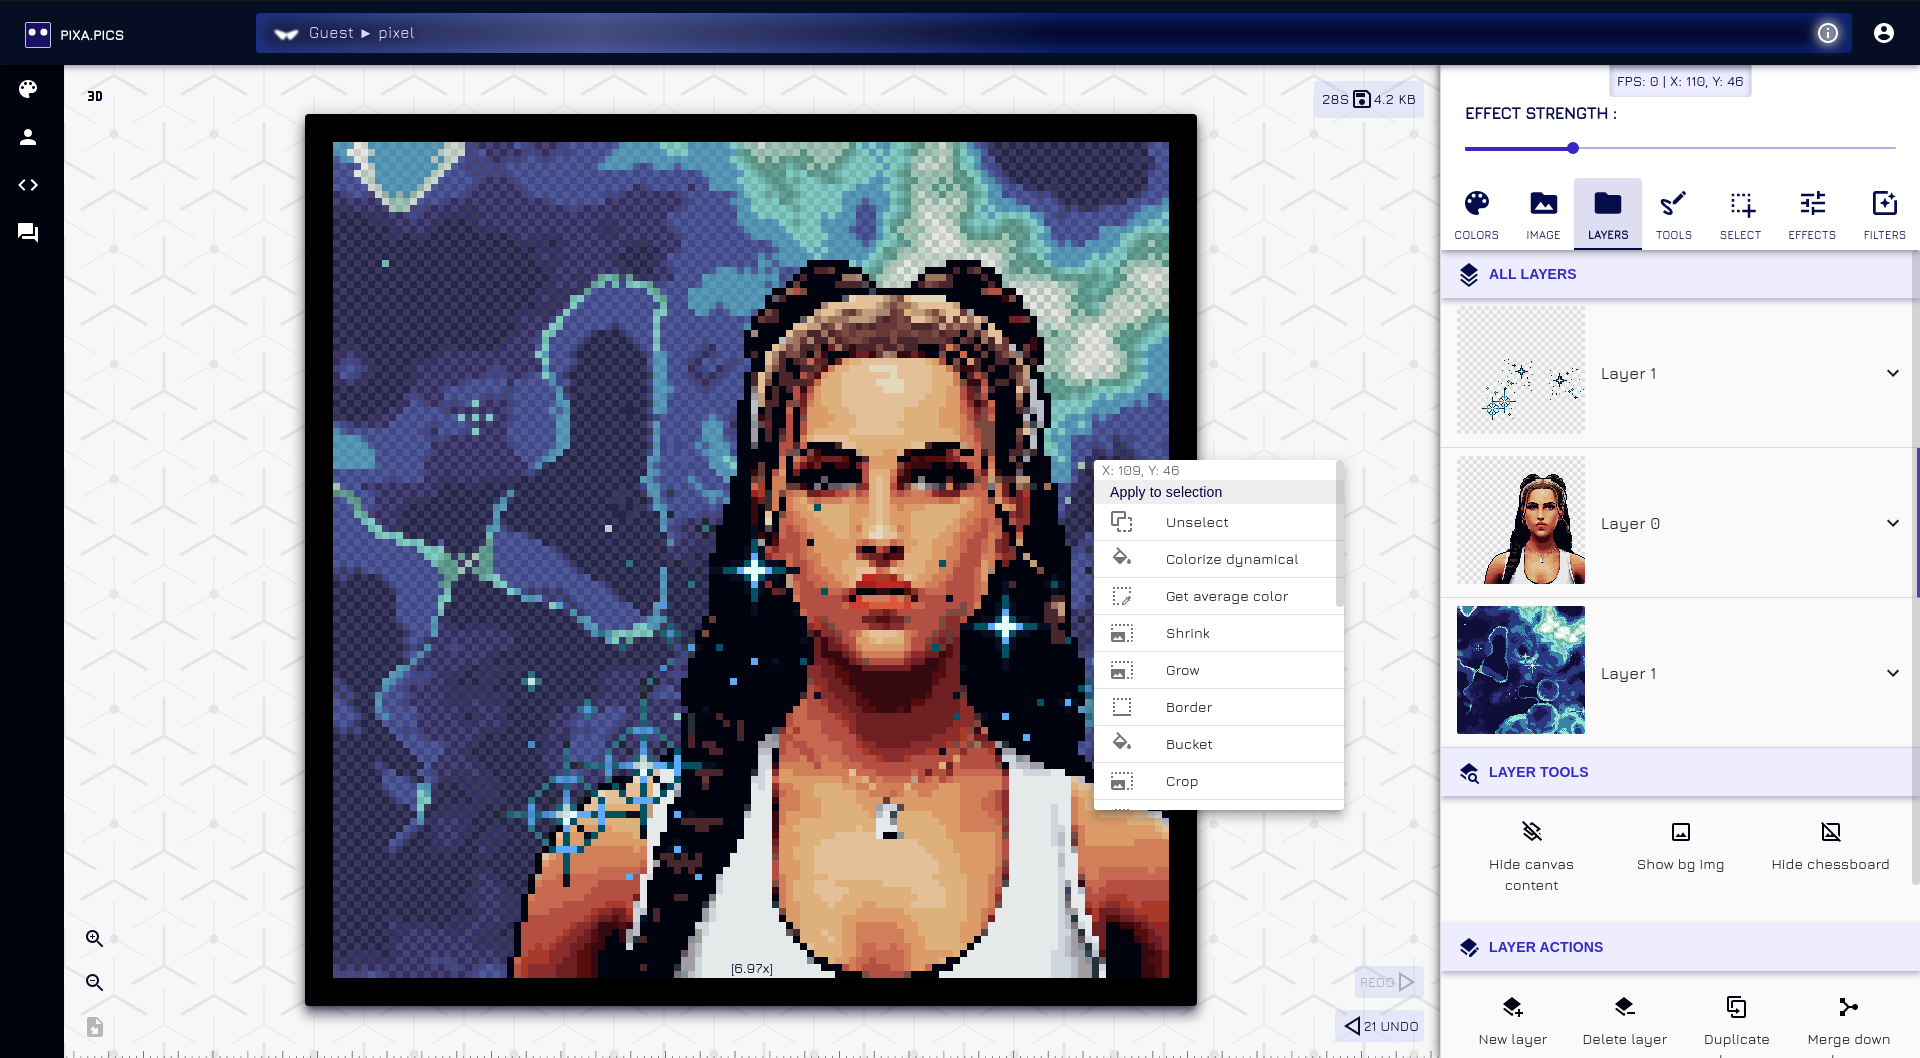 PIXA.PICS
Guest ► pixel
3D
28S 4.2 KB
FPS: 0 | X: 110, Y: 46
EFFECT STRENGTH :
COLORS
IMAGE
LAYERS
TOOLS
SELECT
EFFECTS
FILTERS
ALL LAYERS
Layer 1
Layer 0
Layer 1
LAYER TOOLS
Hide canvas
content
Show bg img
Hide chessboard
LAYER ACTIONS
New layer
Delete layer
Duplicate
Merge down
X: 109, Y: 46
Apply to selection
Unselect
Colorize dynamical
Get average color
Shrink
Grow
Border
Bucket
Crop
[6.97x]
REDO
21 UNDO